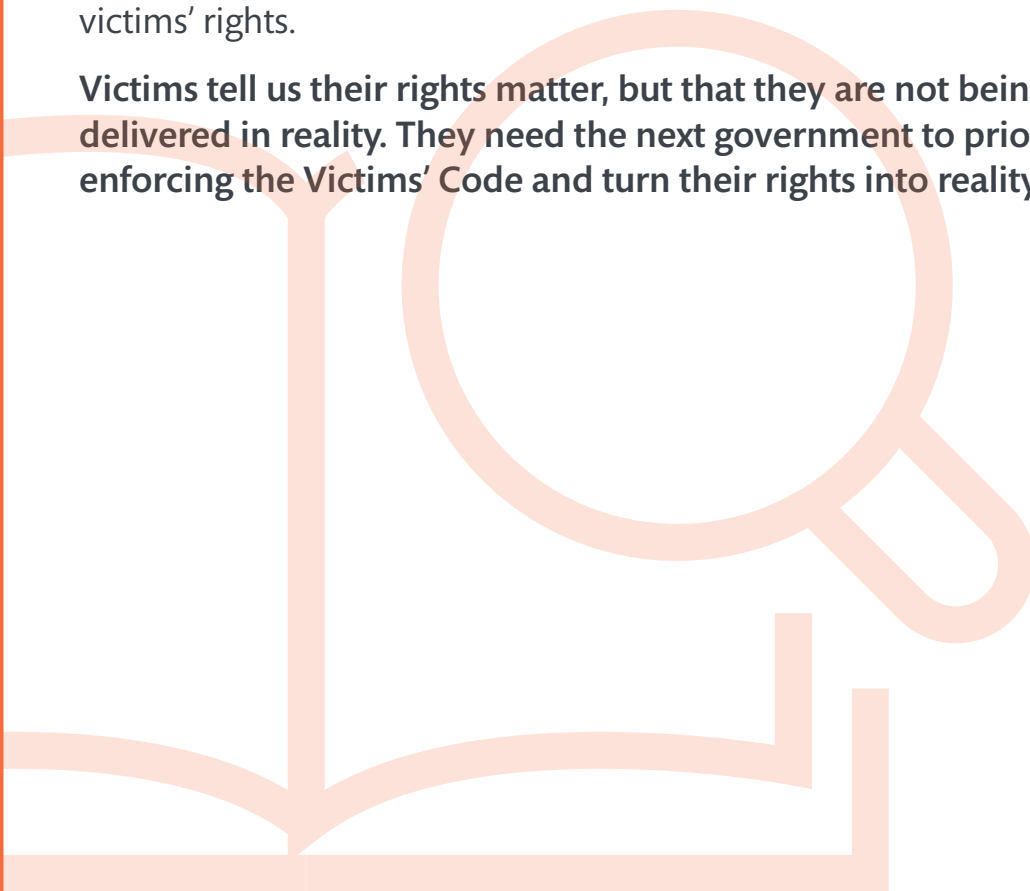 victims’ rights.
Victims tell us their rights matter, but that they are not bein
delivered in reality. They need the next government to prio
enforcing the Victims’ Code and turn their rights into reality